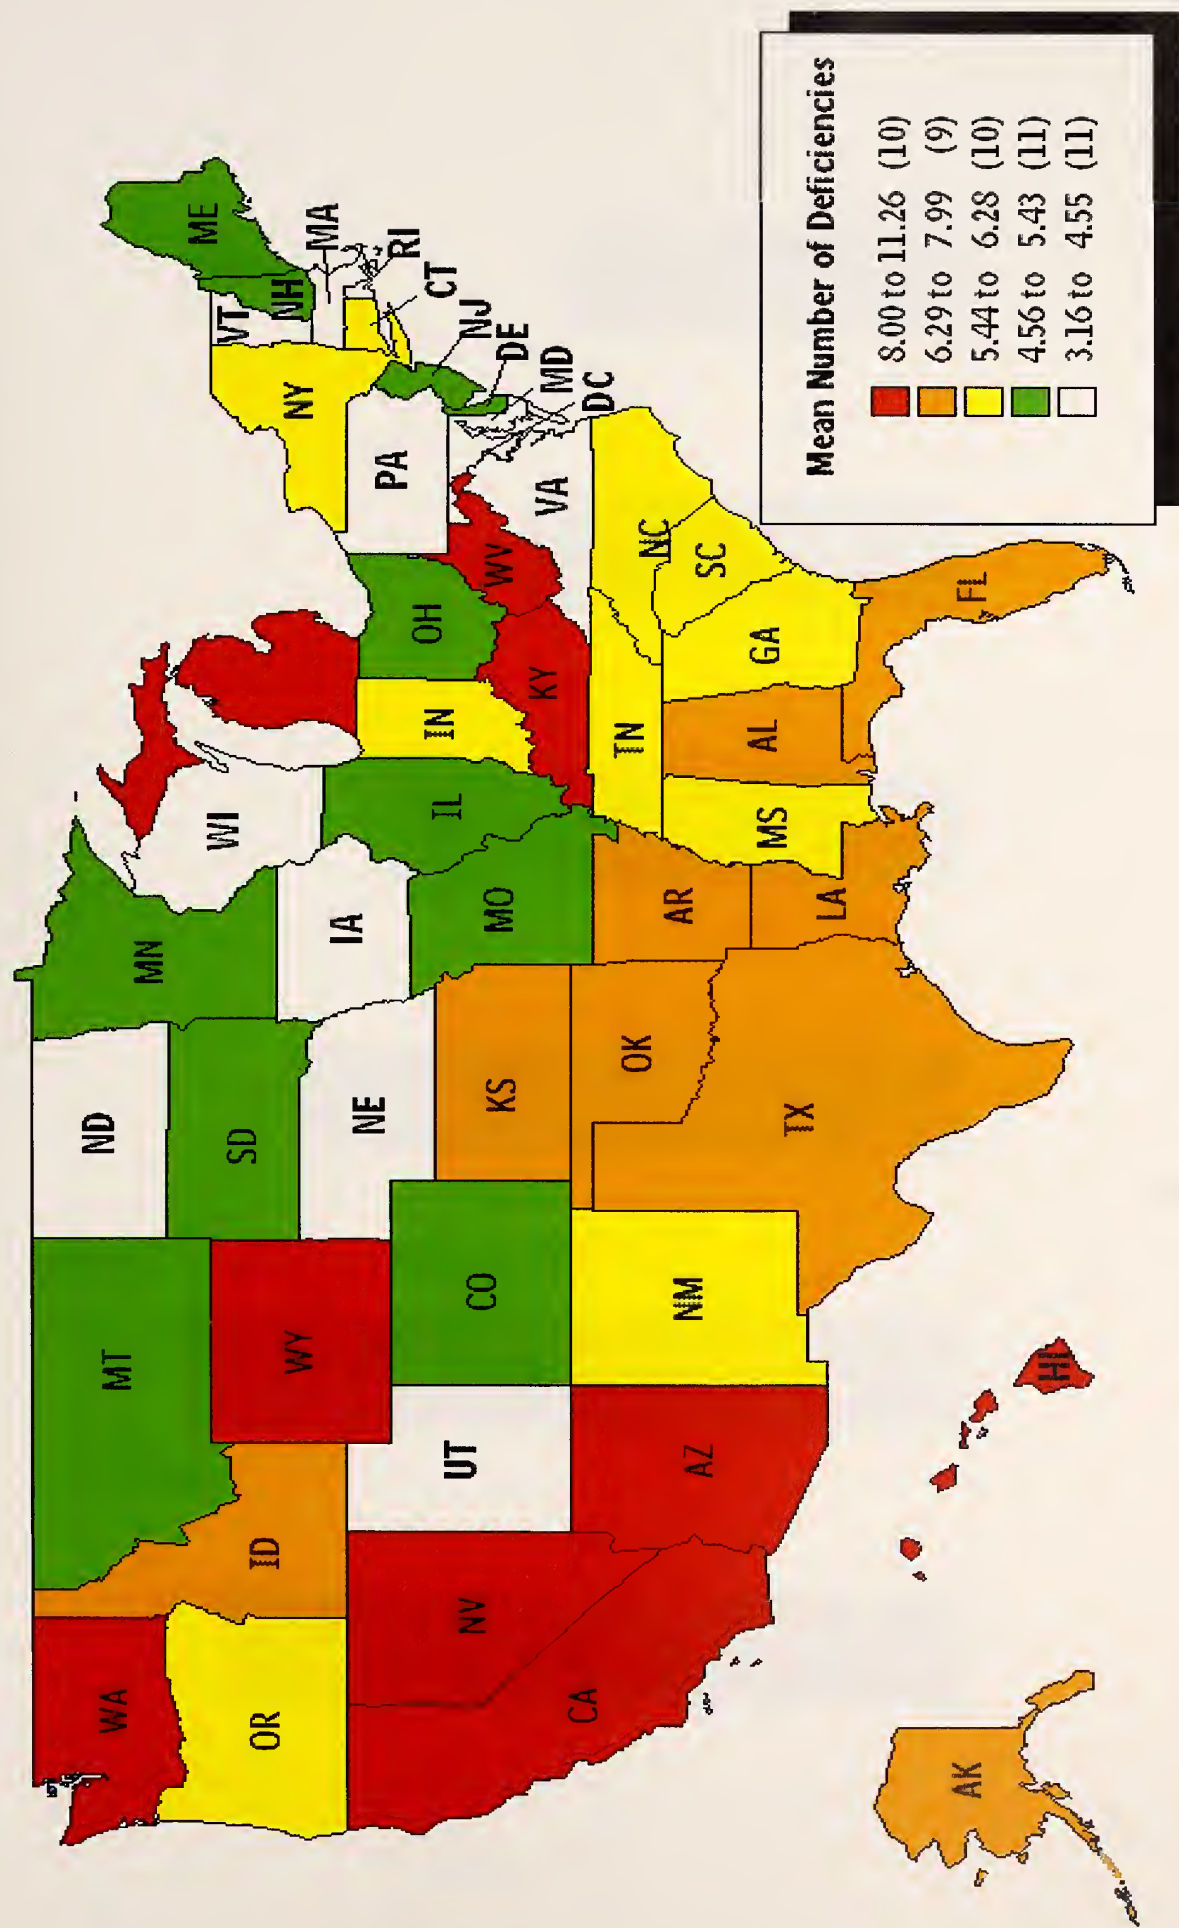 ME
VT
NH
MA
RI
CT
NY
NJ
DE
MD
DC
PA
VA
WV
OH
KY
IN
NC
SC
TN
GA
FL
AL
MS
WI
IL
MN
IA
MO
AR
LA
ND
SD
NE
KS
OK
TX
MT
WY
CO
NM
ID
UT
AZ
WA
OR
NV
CA
AK
HI
Mean Number of Deficiencies
8.00 to 11.26 (10)
6.29 to 7.99 (9)
5.44 to 6.28 (10)
4.56 to 5.43 (11)
3.16 to 4.55 (11)